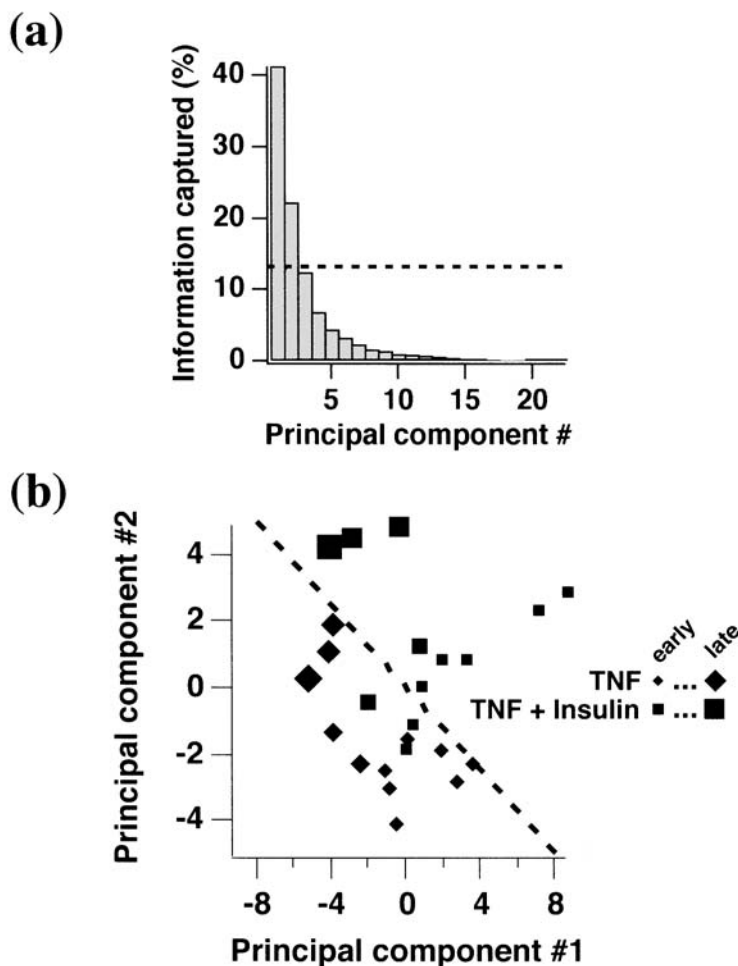 (a)
Information captured (%)
40
30
20
10
0
5 10 15 20
Principal component #
(b)
Principal component #2
4
2
0
-2
-4
-8 -4 0 4 8
Principal component #1
early late
TNF ...
TNF + Insulin ...